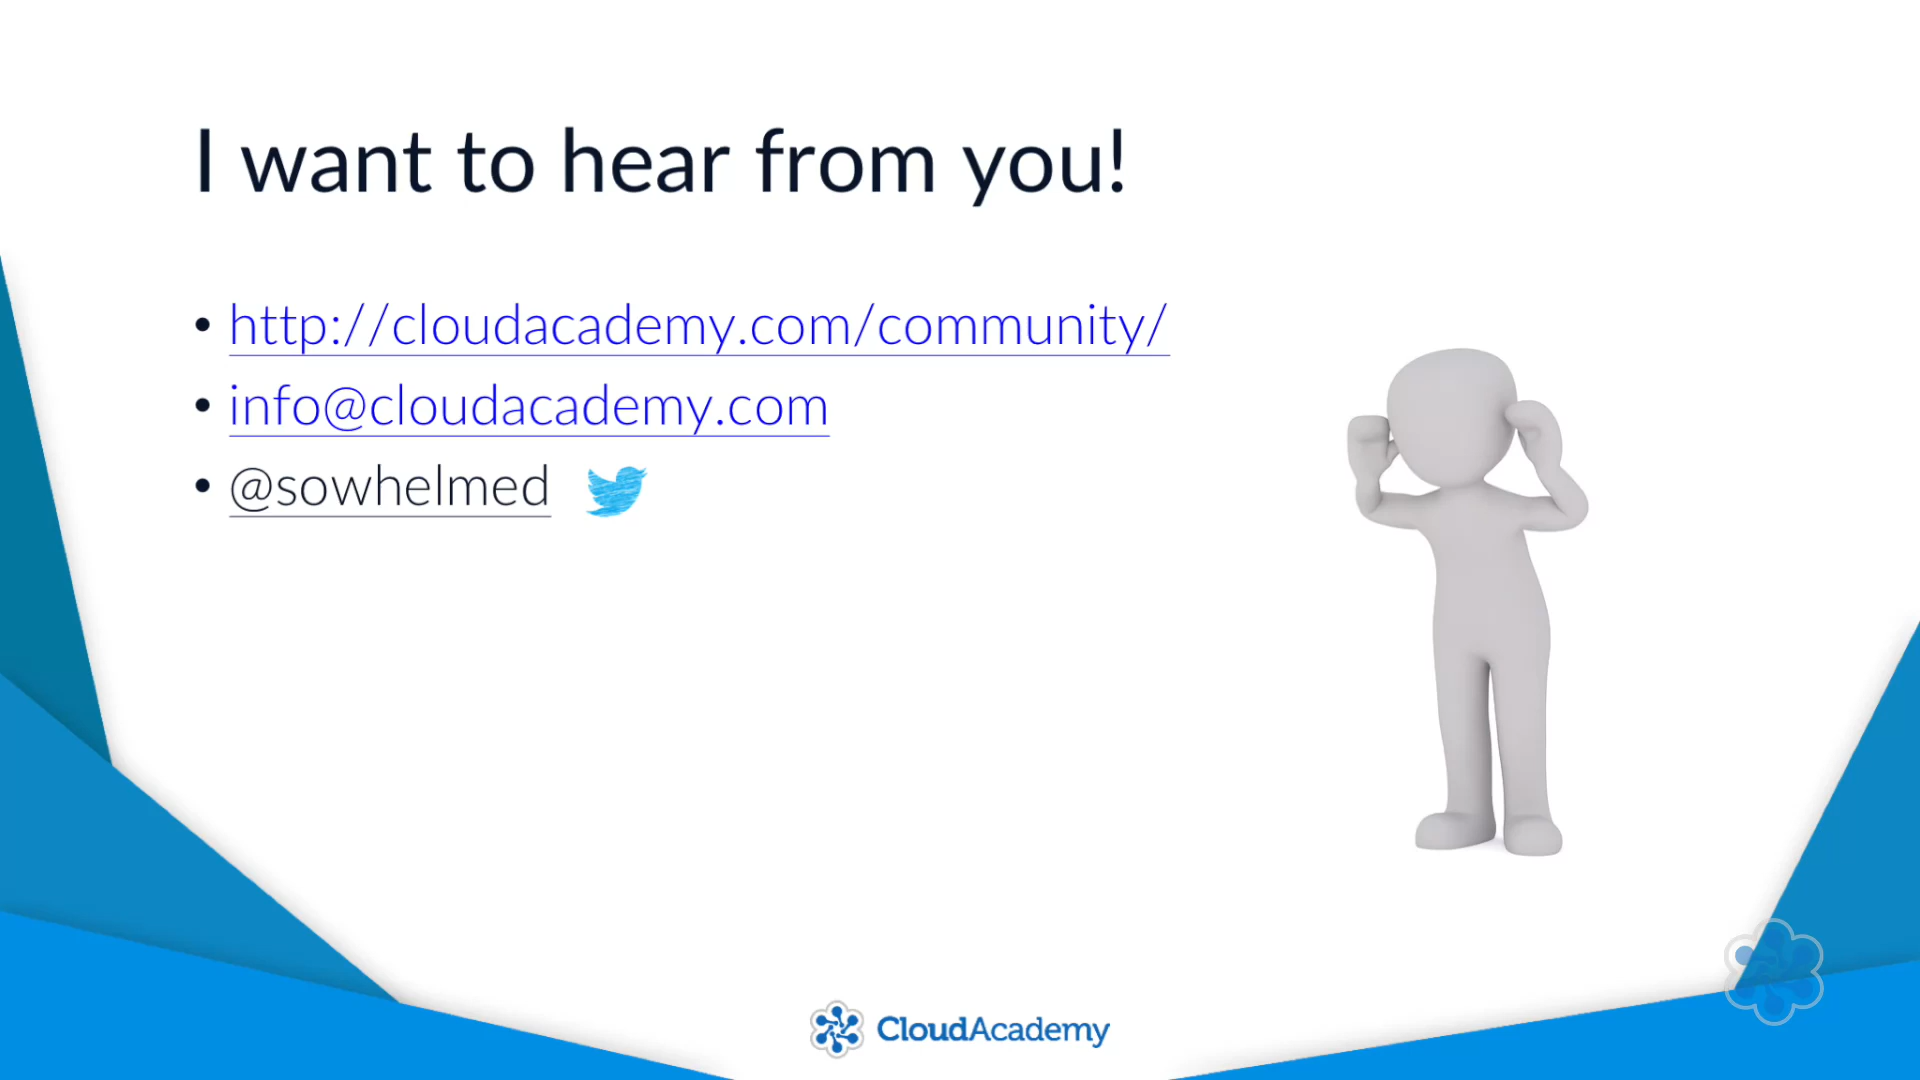 I want to hear from you!
• http://cloudacademy.com/community/
• info@cloudacademy.com
• @sowhelmed
CloudAcademy